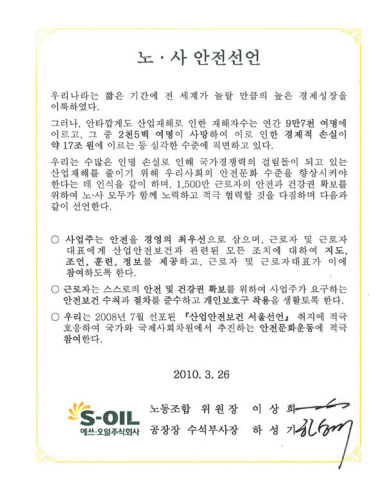 노·사 안전선언
우리나라는 짧은 기간에 전 세계가 놀랄 만큼의 높은 경제성장을
이룩하였다.
그러나, 안타깝게도 산업재해로 인한 재해자수는 연간 9만7천 여명에
이르고, 그 중 2천5백 여명이 사망하여 이로 인한 경제적 손실이
약 17조 원에 이르는 등 심각한 수준에 직면하고 있다.
우리는 수많은 인명 손실로 인해 국가경쟁력의 걸림돌이 되고 있는
산업재해를 줄이기 위해 우리사회의 안전문화 수준을 향상시켜야
한다는 데 인식을 같이 하며, 1,500만 근로자의 안전과 건강권 확보를
위하여 노·사 모두가 함께 노력하고 적극 협력할 것을 다짐하며 다음과
같이 선언한다.
○ 사업주는 안전을 경영의 최우선으로 삼으며, 근로자 및 근로자
대표에게 산업안전보건과 관련된 모든 조치에 대하여 지도,
조언, 훈련, 정보를 제공하고, 근로자 및 근로자대표가 이에
참여하도록 한다.
○ 근로자는 스스로의 안전 및 건강권 확보를 위하여 사업주가 요구하는
안전보건 수칙과 절차를 준수하고 개인보호구 착용을 생활토록 한다.
○ 우리는 2008년 7월 선포된 『산업안전보건 서울선언』 취지에 적극
호응하여 국가와 국제사회차원에서 추진하는 안전문화운동에 적극
참여한다.
2010. 3. 26
S-OIL
에쓰-오일주식회사
노동조합 위원장 이 상 희
공장장 수석부사장 하 성 기